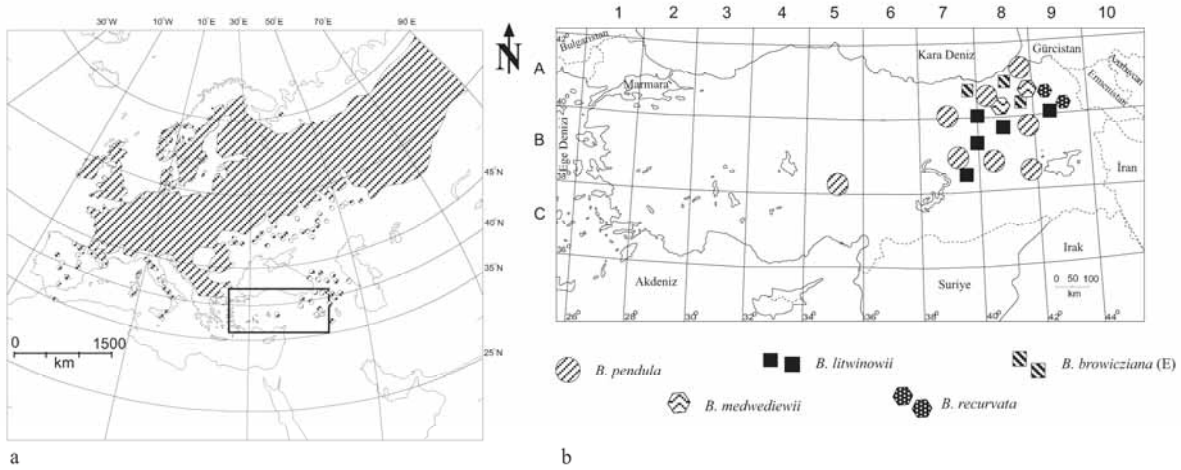 30°W 10°W 10°E 30°E 50°E 70°E 90 E
N
45°N
40°N
35°N
25°N
0 1500
km
a
1 2 3 4 5 6 7 8 9 10
A
B
C
42°
Bulgaristan
Kara Deniz
Gürcistan
Azerbaycan
Ermenistan
Marmara
Ege Denizi
İran
36°
Irak
Akdeniz
Suriye
0 50 100
km
26° 28° 30° 32° 34° 36° 38° 40° 42° 44°
B. pendula
B. litwinowii
B. browicziana (E)
B. medwediewii
B. recurvata
b